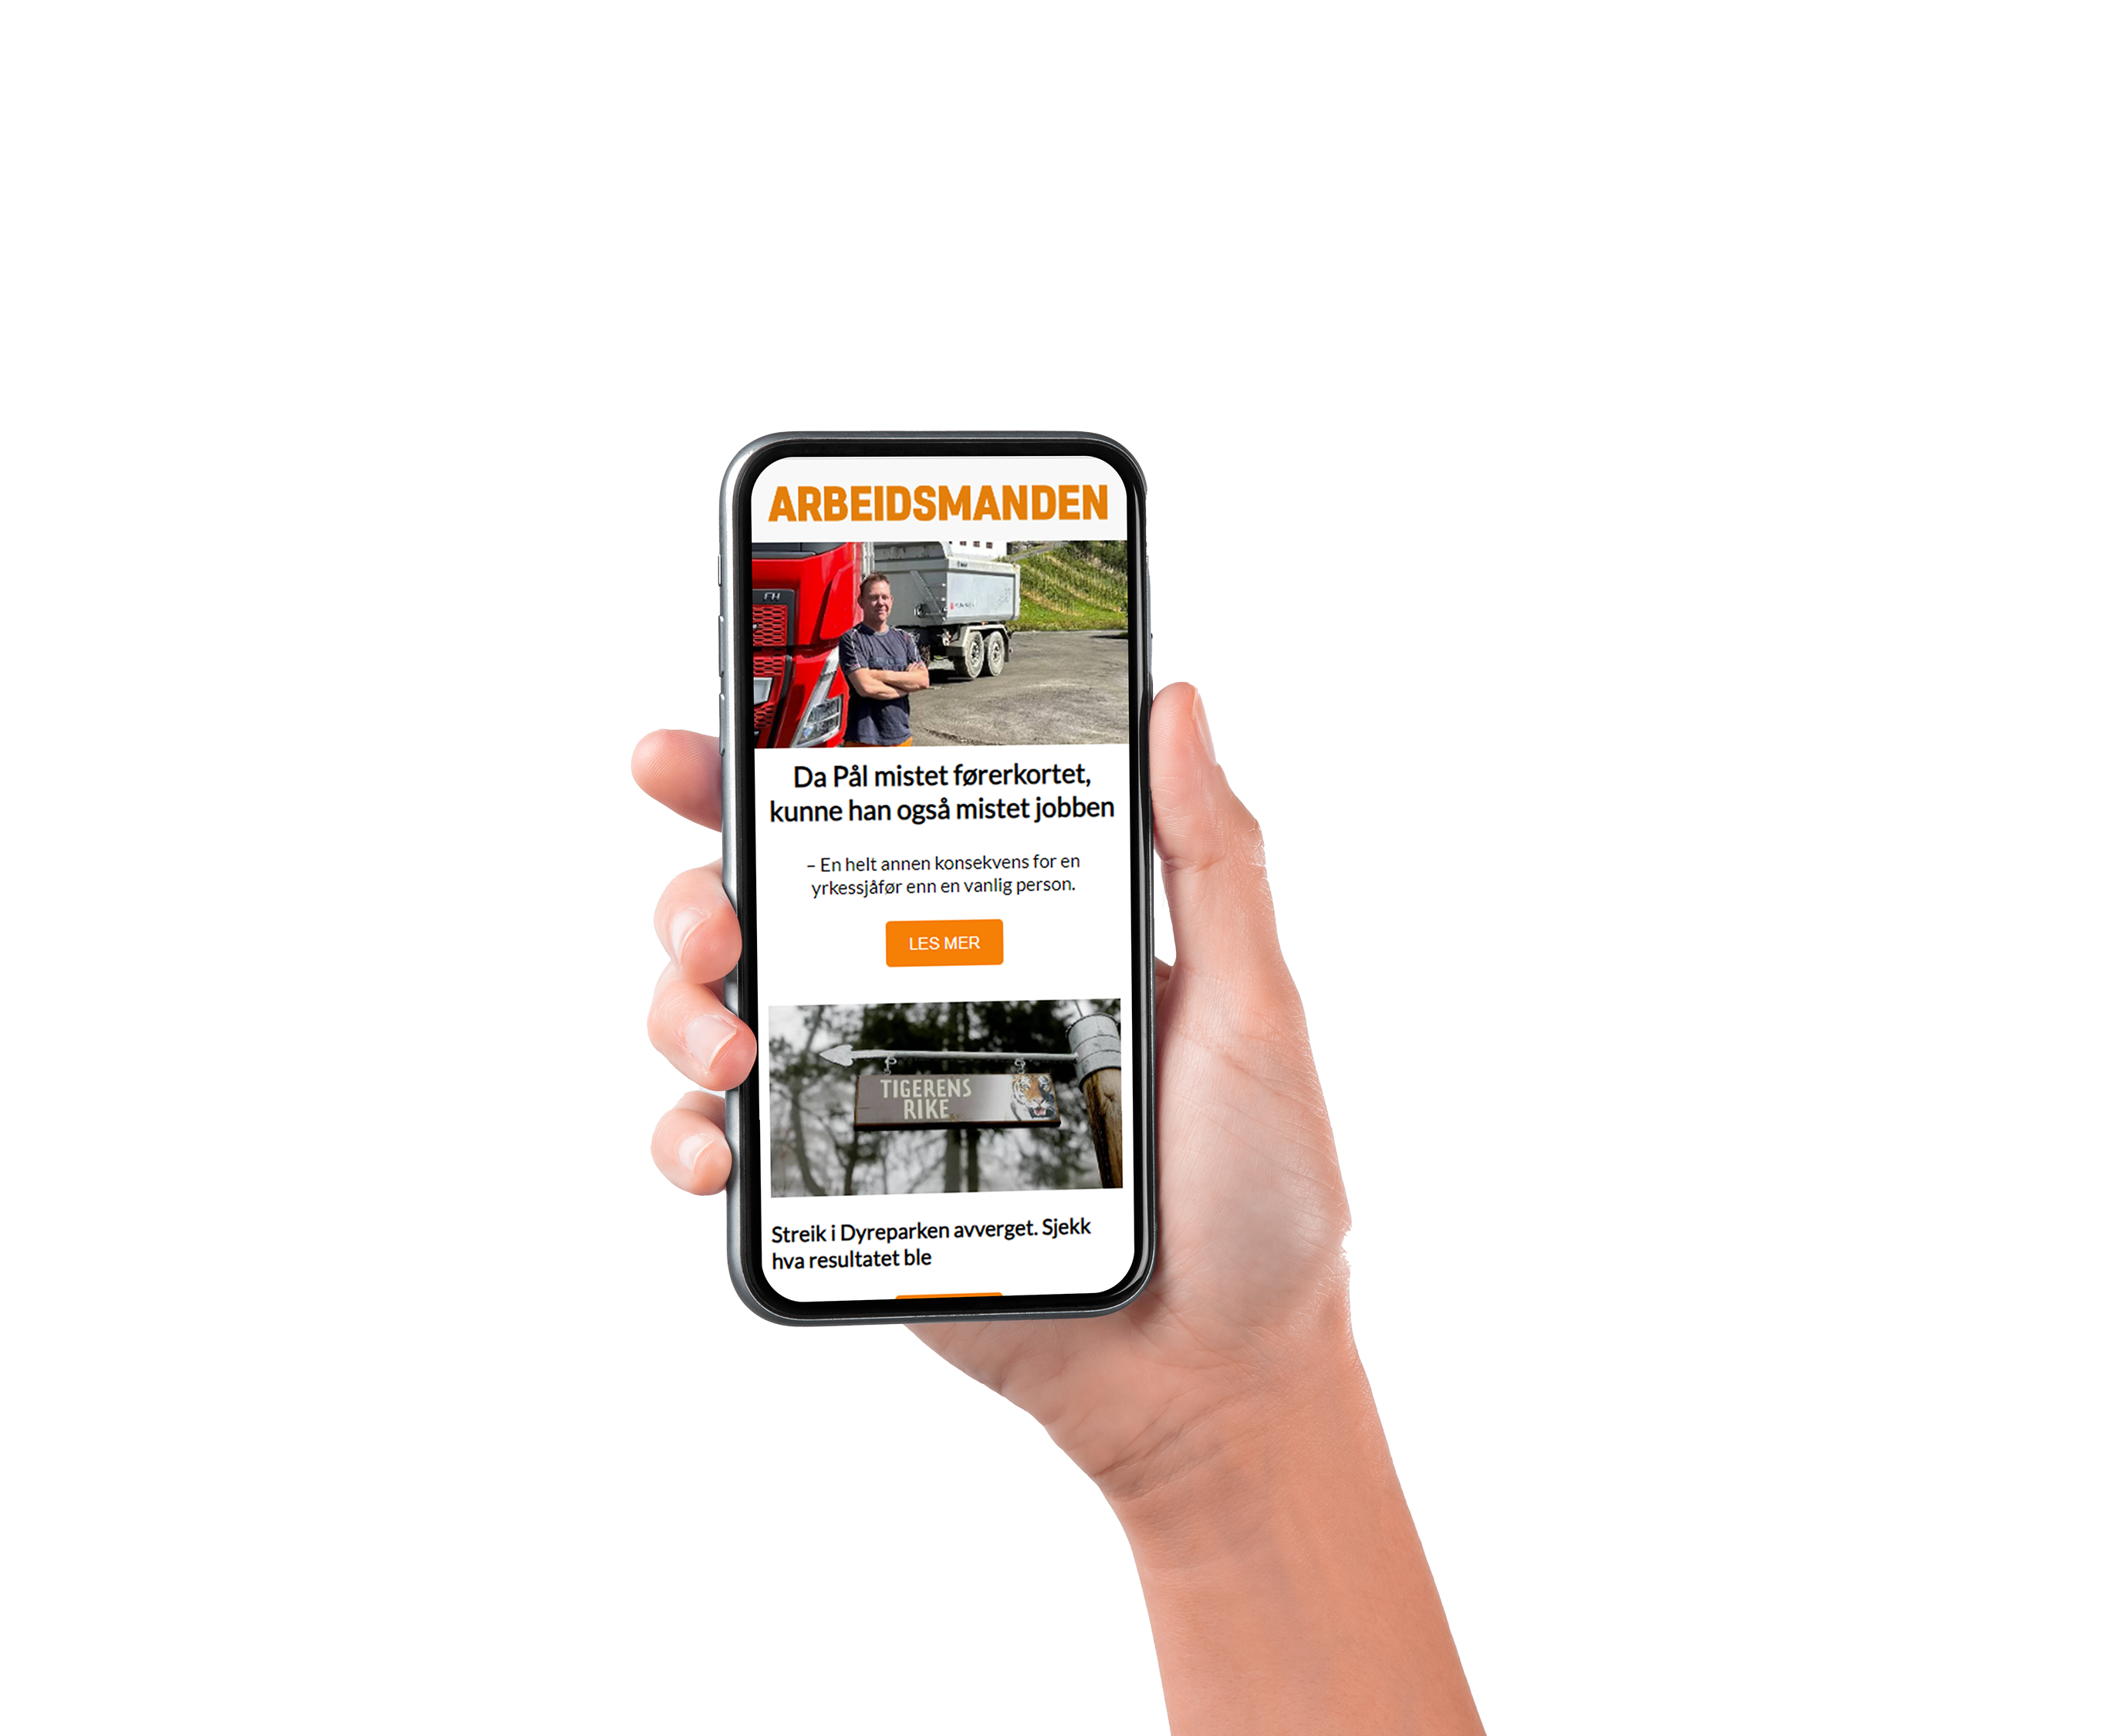 ARBEIDSMANDEN
FH
Da Pål mistet førerkortet,
kunne han også mistet jobben
– En helt annen konsekvens for en
yrkessjåfør enn en vanlig person.
LES MER
TIGERENS
RIKE
Streik i Dyreparken avverget. Sjekk
hva resultatet ble